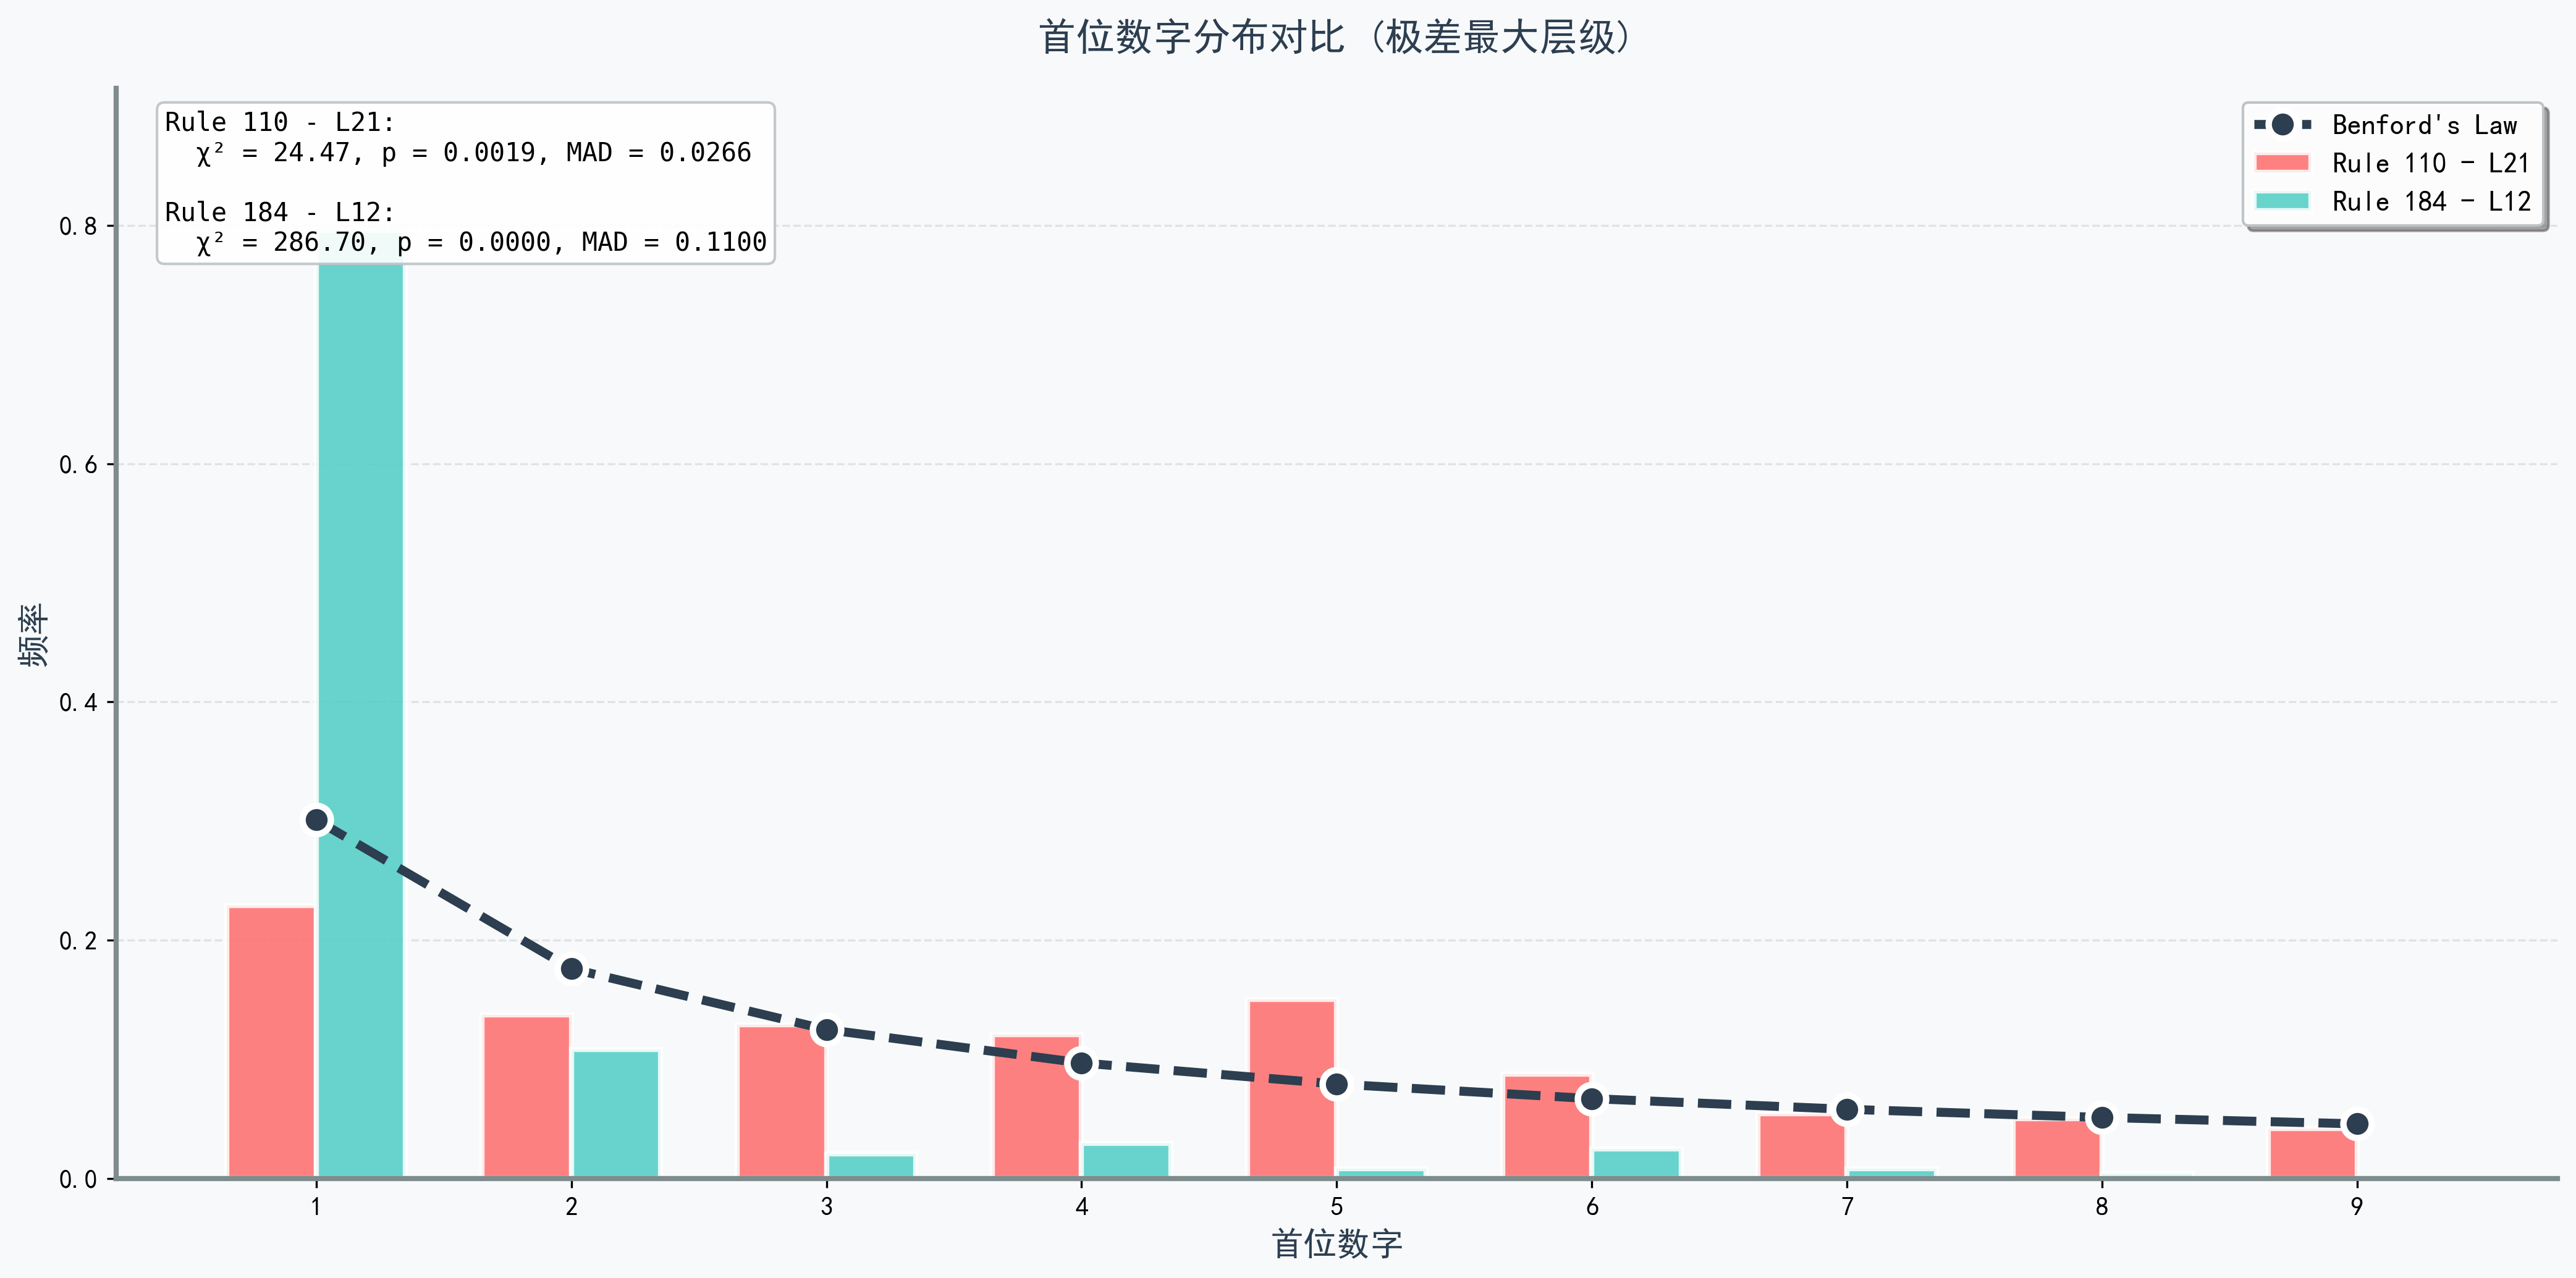 首位数字分布对比 (极差最大层级)
Rule 110 - L21:
χ² = 24.47, p = 0.0019, MAD = 0.0266
Rule 184 - L12:
χ² = 286.70, p = 0.0000, MAD = 0.1100
Benford's Law
Rule 110 - L21
Rule 184 - L12
频率
0.8
0.6
0.4
0.2
0.0
1 2 3 4 5 6 7 8 9
首位数字